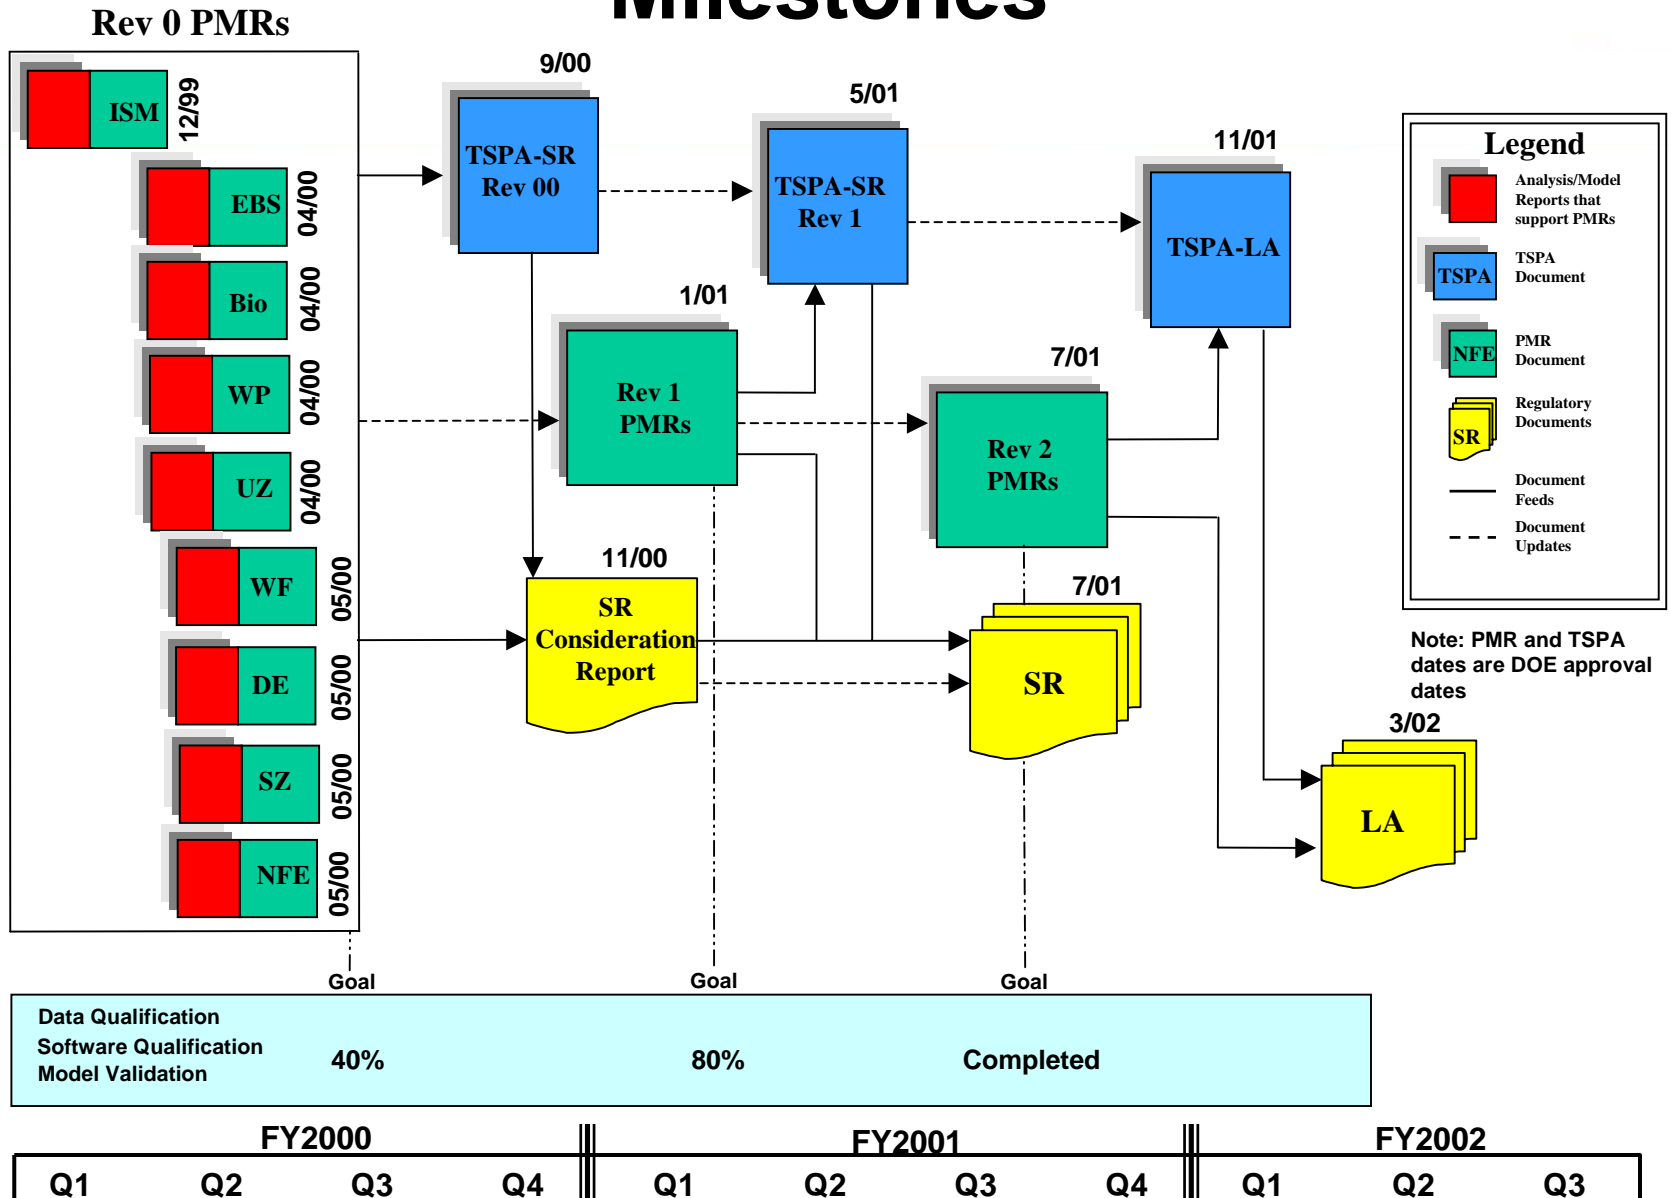 Milestones
Rev 0 PMRs
ISM
12/99
EBS
04/00
Bio
04/00
WP
04/00
UZ
04/00
WF
05/00
DE
05/00
SZ
05/00
NFE
05/00
9/00
TSPA-SR
Rev 00
5/01
TSPA-SR
Rev 1
11/01
TSPA-LA
1/01
Rev 1
PMRs
7/01
Rev 2
PMRs
11/00
SR
Consideration
Report
7/01
SR
3/02
LA
Legend
Analysis/Model
Reports that
support PMRs
TSPA
TSPA
Document
NFE
PMR
Document
SR
Regulatory
Documents
Document
Feeds
Document
Updates
Note: PMR and TSPA
dates are DOE approval
dates
Goal
Goal
Goal
Data Qualification
Software Qualification
Model Validation
40%
80%
Completed
FY2000
FY2001
FY2002
Q1
Q2
Q3
Q4
Q1
Q2
Q3
Q4
Q1
Q2
Q3